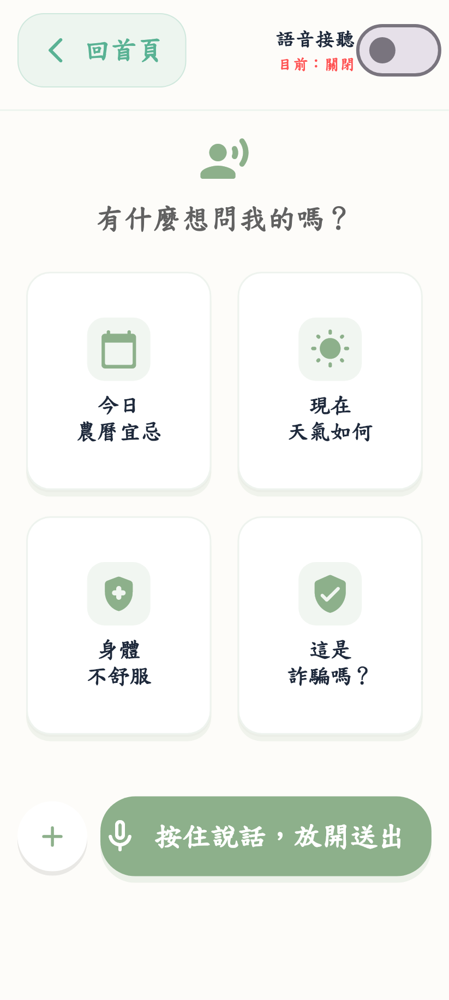 回首頁
語音接聽
目前：關閉
有什麼想問我的嗎？
今日
農曆宜忌
現在
天氣如何
身體
不舒服
這是
詐騙嗎？
按住說話，放開送出